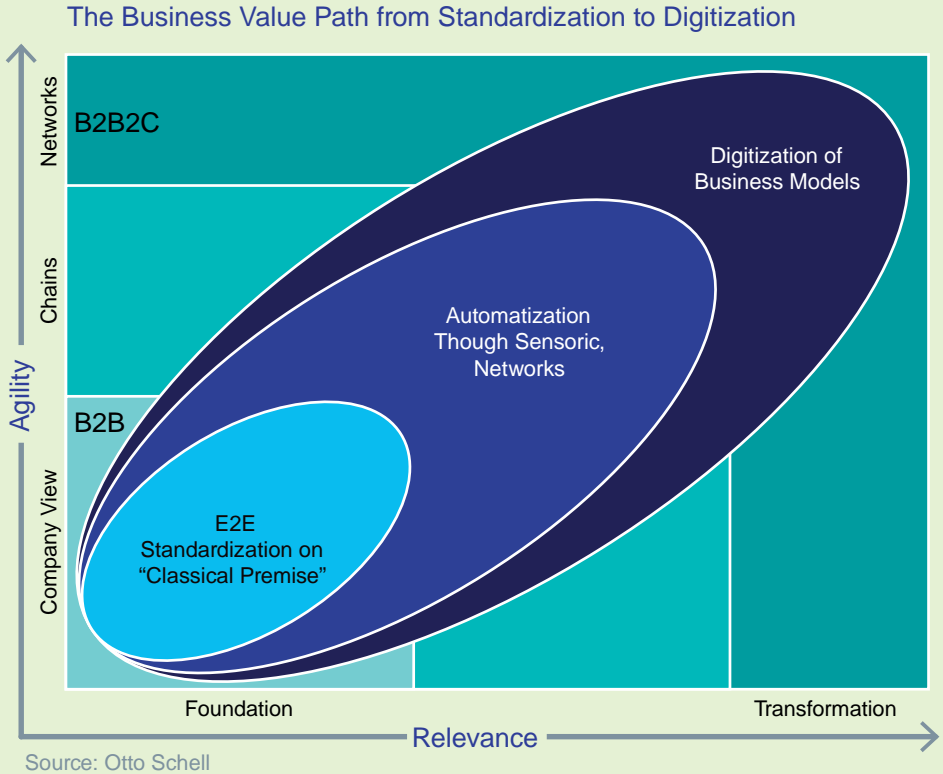 The Business Value Path from Standardization to Digitization
Networks
B2B2C
Digitization of
Business Models
Chains
Automatization
Though Sensoric,
Networks
Agility
B2B
Company View
E2E
Standardization on
“Classical Premise”
Foundation
Transformation
Relevance
Source: Otto Schell